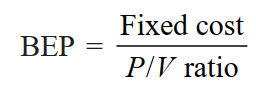 BEP = Fixed cost / P/V ratio